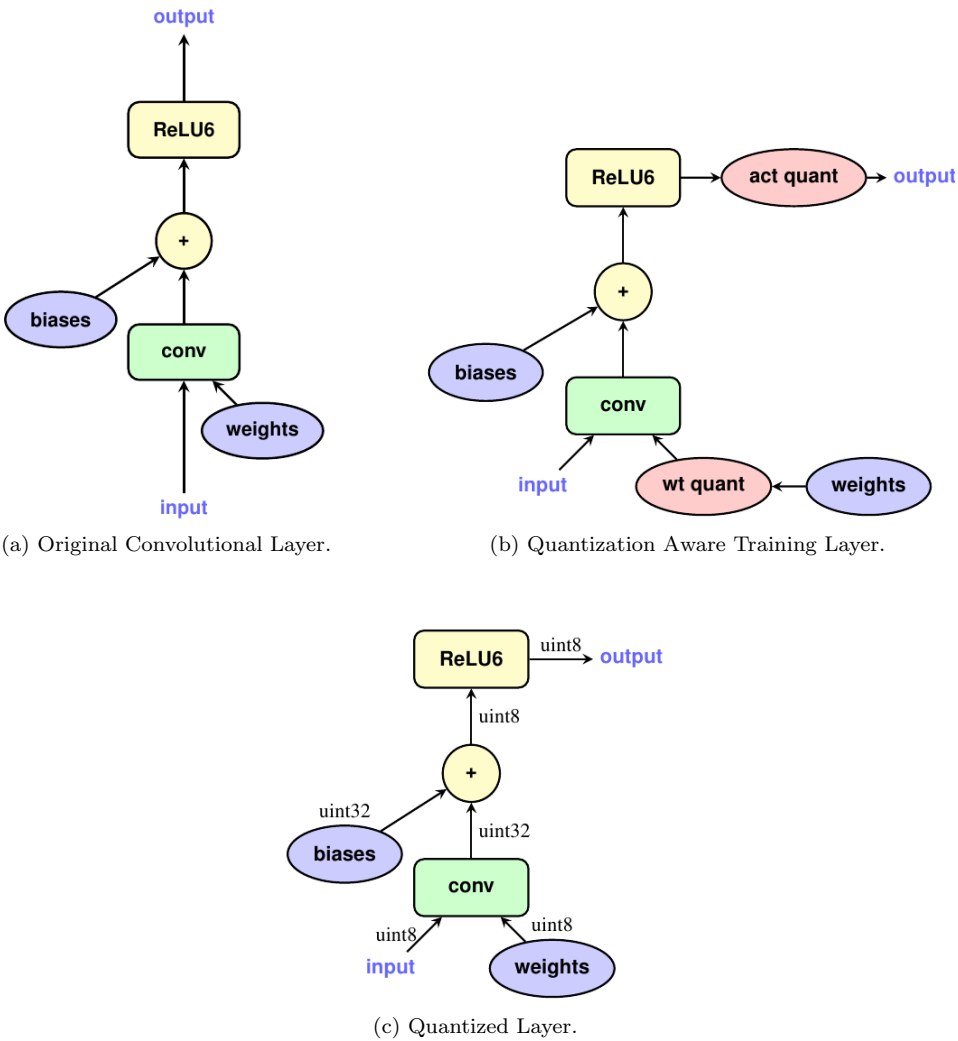 output
ReLU6
+
biases
conv
weights
input
(a) Original Convolutional Layer.
ReLU6
act quant
output
+
biases
conv
input
wt quant
weights
(b) Quantization Aware Training Layer.
ReLU6
uint8
output
uint8
+
uint32
biases
uint32
conv
uint8
input
uint8
weights
(c) Quantized Layer.